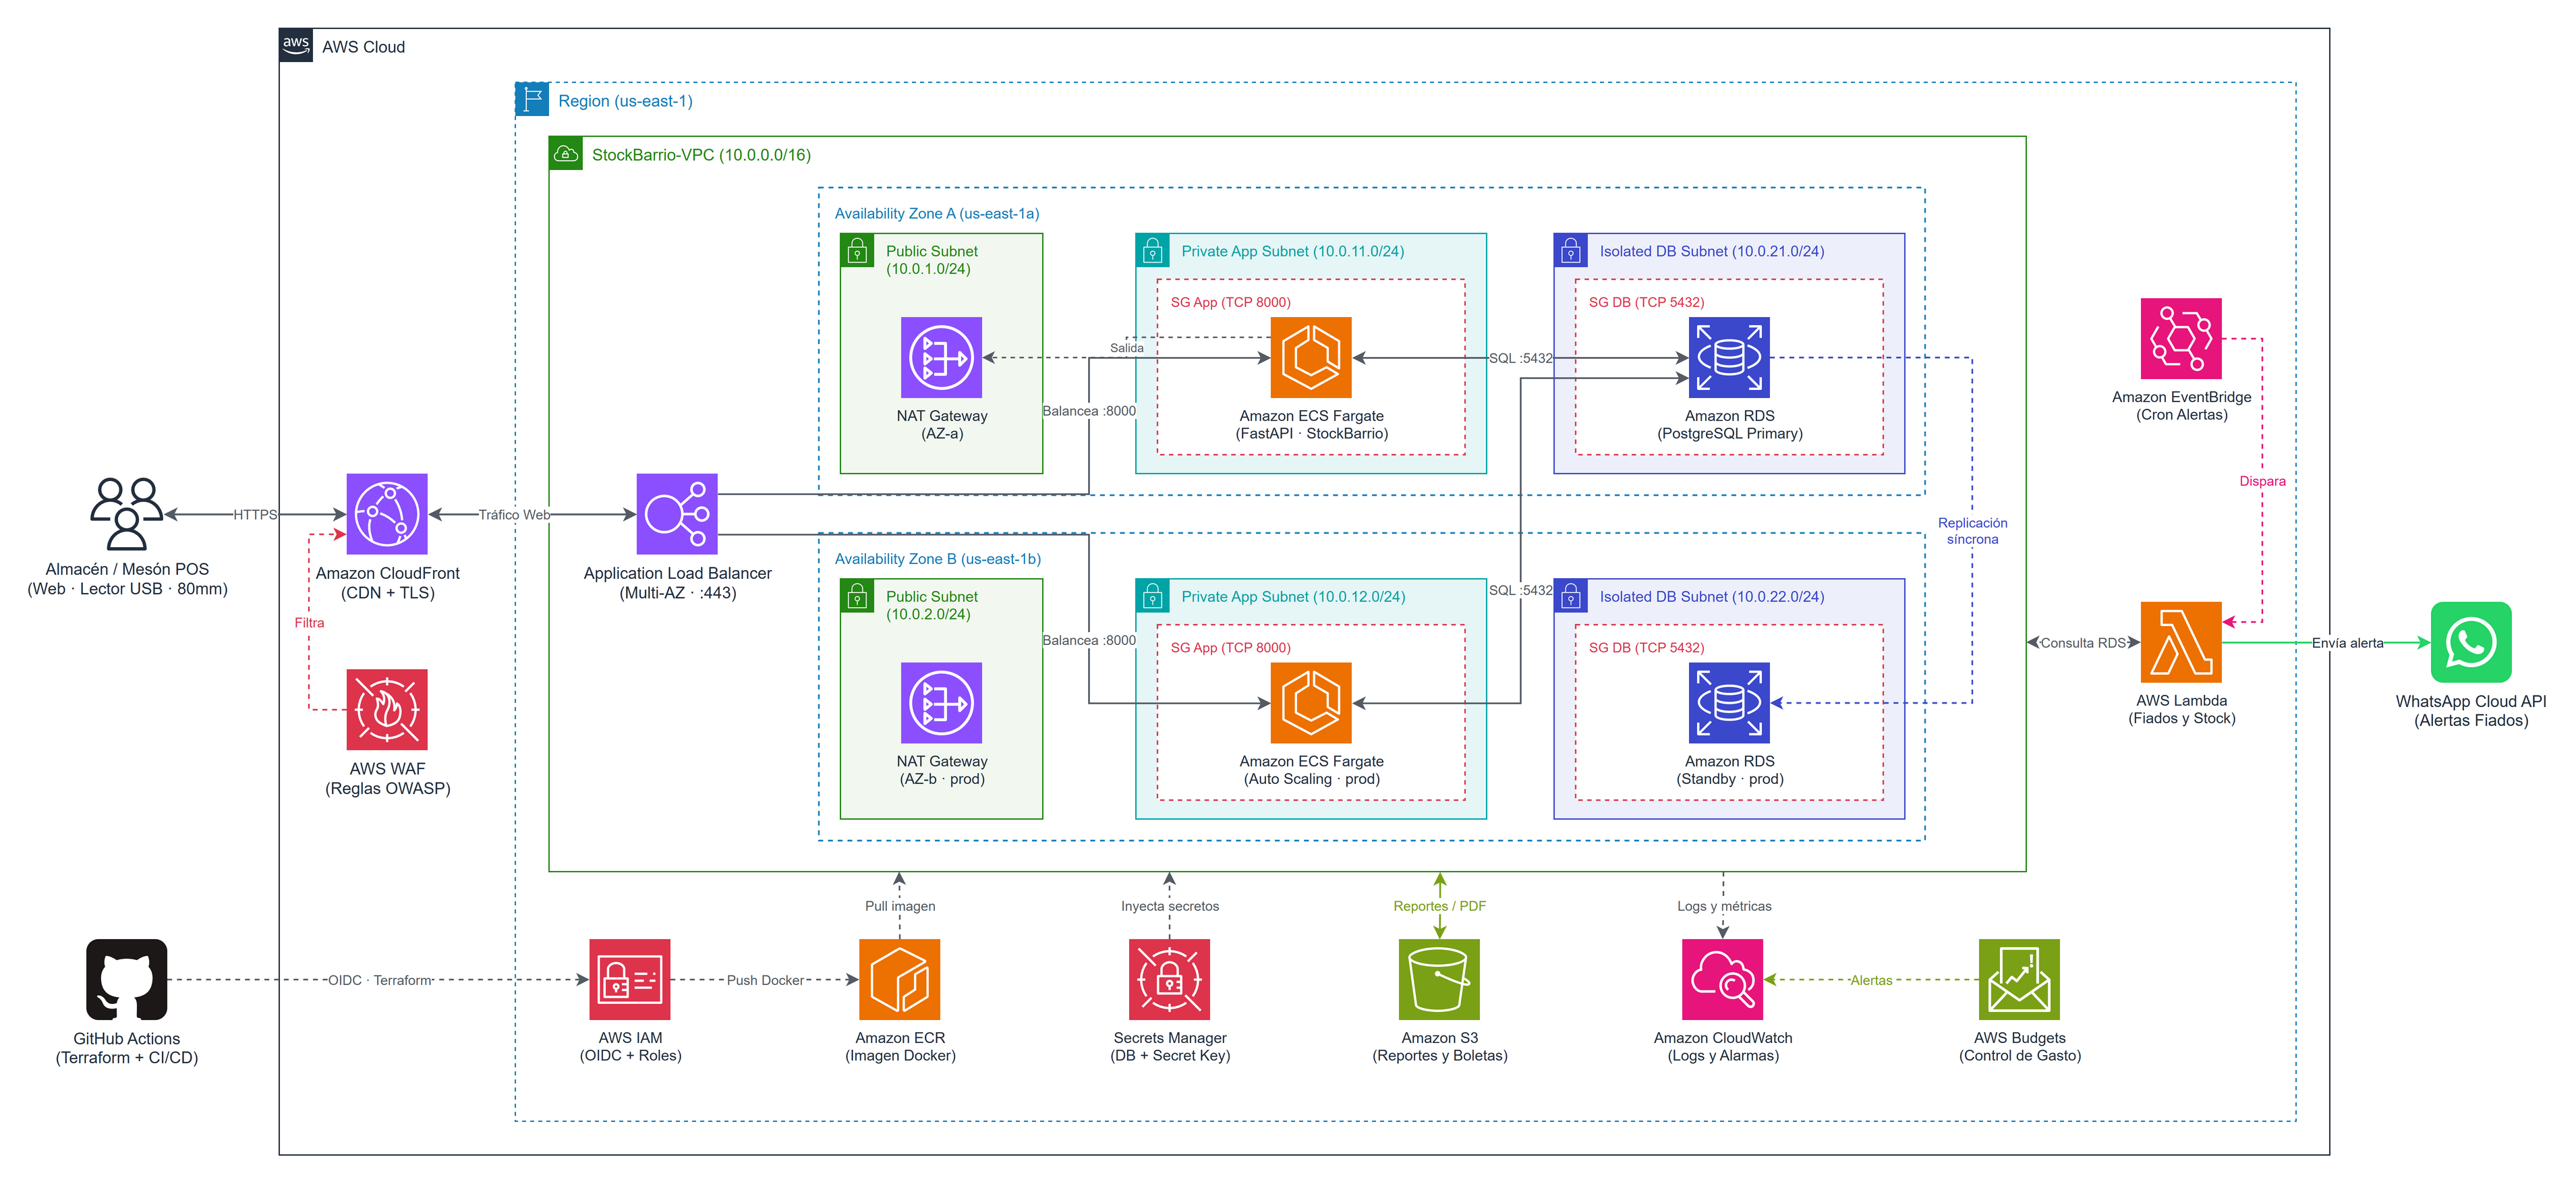 aws
AWS Cloud
Region (us-east-1)
StockBarrio-VPC (10.0.0.0/16)
Availability Zone A (us-east-1a)
Public Subnet
(10.0.1.0/24)
Private App Subnet (10.0.11.0/24)
Isolated DB Subnet (10.0.21.0/24)
SG App (TCP 8000)
SG DB (TCP 5432)
Salida
SQL :5432
NAT Gateway
(AZ-a)
Balancea :8000
Amazon ECS Fargate
(FastAPI · StockBarrio)
Amazon RDS
(PostgreSQL Primary)
Amazon EventBridge
(Cron Alertas)
Dispara
HTTPS
Tráfico Web
Replicación
síncrona
Almacén / Mesón POS
(Web · Lector USB · 80mm)
Amazon CloudFront
(CDN + TLS)
Application Load Balancer
(Multi-AZ · :443)
Availability Zone B (us-east-1b)
Public Subnet
(10.0.2.0/24)
Private App Subnet (10.0.12.0/24)
Isolated DB Subnet (10.0.22.0/24)
SQL :5432
Filtra
Balancea :8000
SG App (TCP 8000)
SG DB (TCP 5432)
Consulta RDS
Envía alerta
AWS Lambda
(Fiados y Stock)
WhatsApp Cloud API
(Alertas Fiados)
AWS WAF
(Reglas OWASP)
NAT Gateway
(AZ-b · prod)
Amazon ECS Fargate
(Auto Scaling · prod)
Amazon RDS
(Standby · prod)
Pull imagen
Inyecta secretos
Reportes / PDF
Logs y métricas
OIDC · Terraform
Push Docker
Alertas
GitHub Actions
(Terraform + CI/CD)
AWS IAM
(OIDC + Roles)
Amazon ECR
(Imagen Docker)
Secrets Manager
(DB + Secret Key)
Amazon S3
(Reportes y Boletas)
Amazon CloudWatch
(Logs y Alarmas)
AWS Budgets
(Control de Gasto)